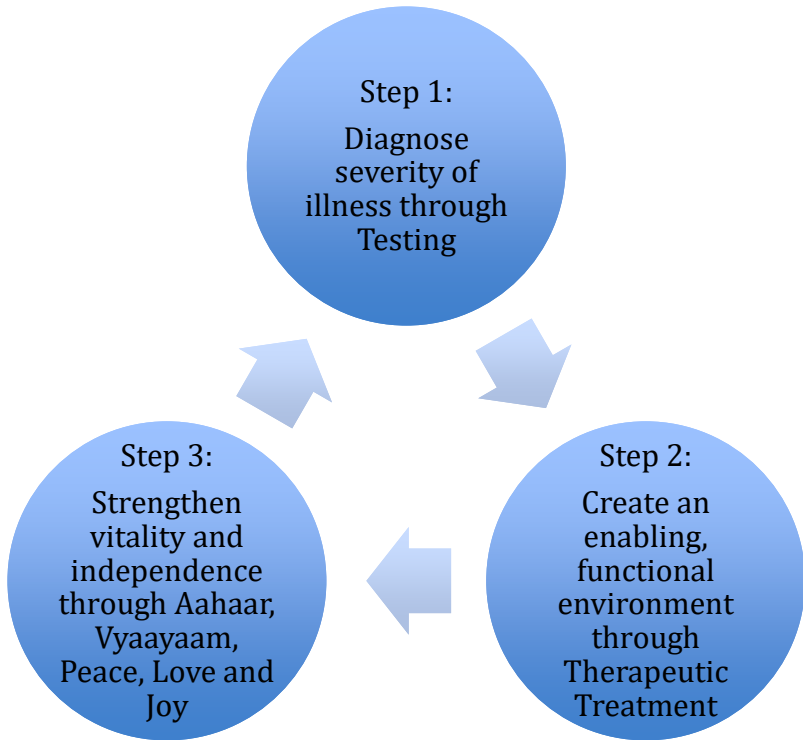 Step 1:
Diagnose
severity of
illness through
Testing
Step 2:
Create an
enabling,
functional
environment
through
Therapeutic
Treatment
Step 3:
Strengthen
vitality and
independence
through Aahaar,
Vyaayaam,
Peace, Love and
Joy